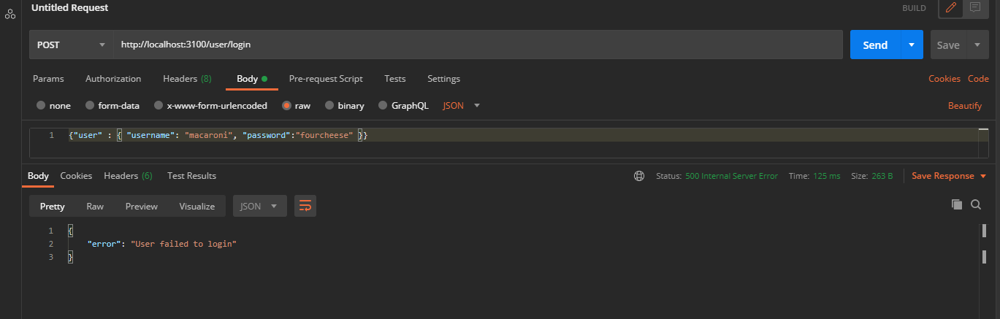 Untitled Request
BUILD
POST http://localhost:3100/user/login Send Save
Params Authorization Headers (8) Body Pre-request Script Tests Settings Cookies Code
none form-data x-www-form-urlencoded raw binary GraphQL JSON Beautify
1 {"user" : { "username": "macaroni", "password":"fourcheese" }}
Body Cookies Headers (6) Test Results Status: 500 Internal Server Error Time: 125 ms Size: 263 B Save Response
Pretty Raw Preview Visualize JSON
1 {
2 "error": "User failed to login"
3 }